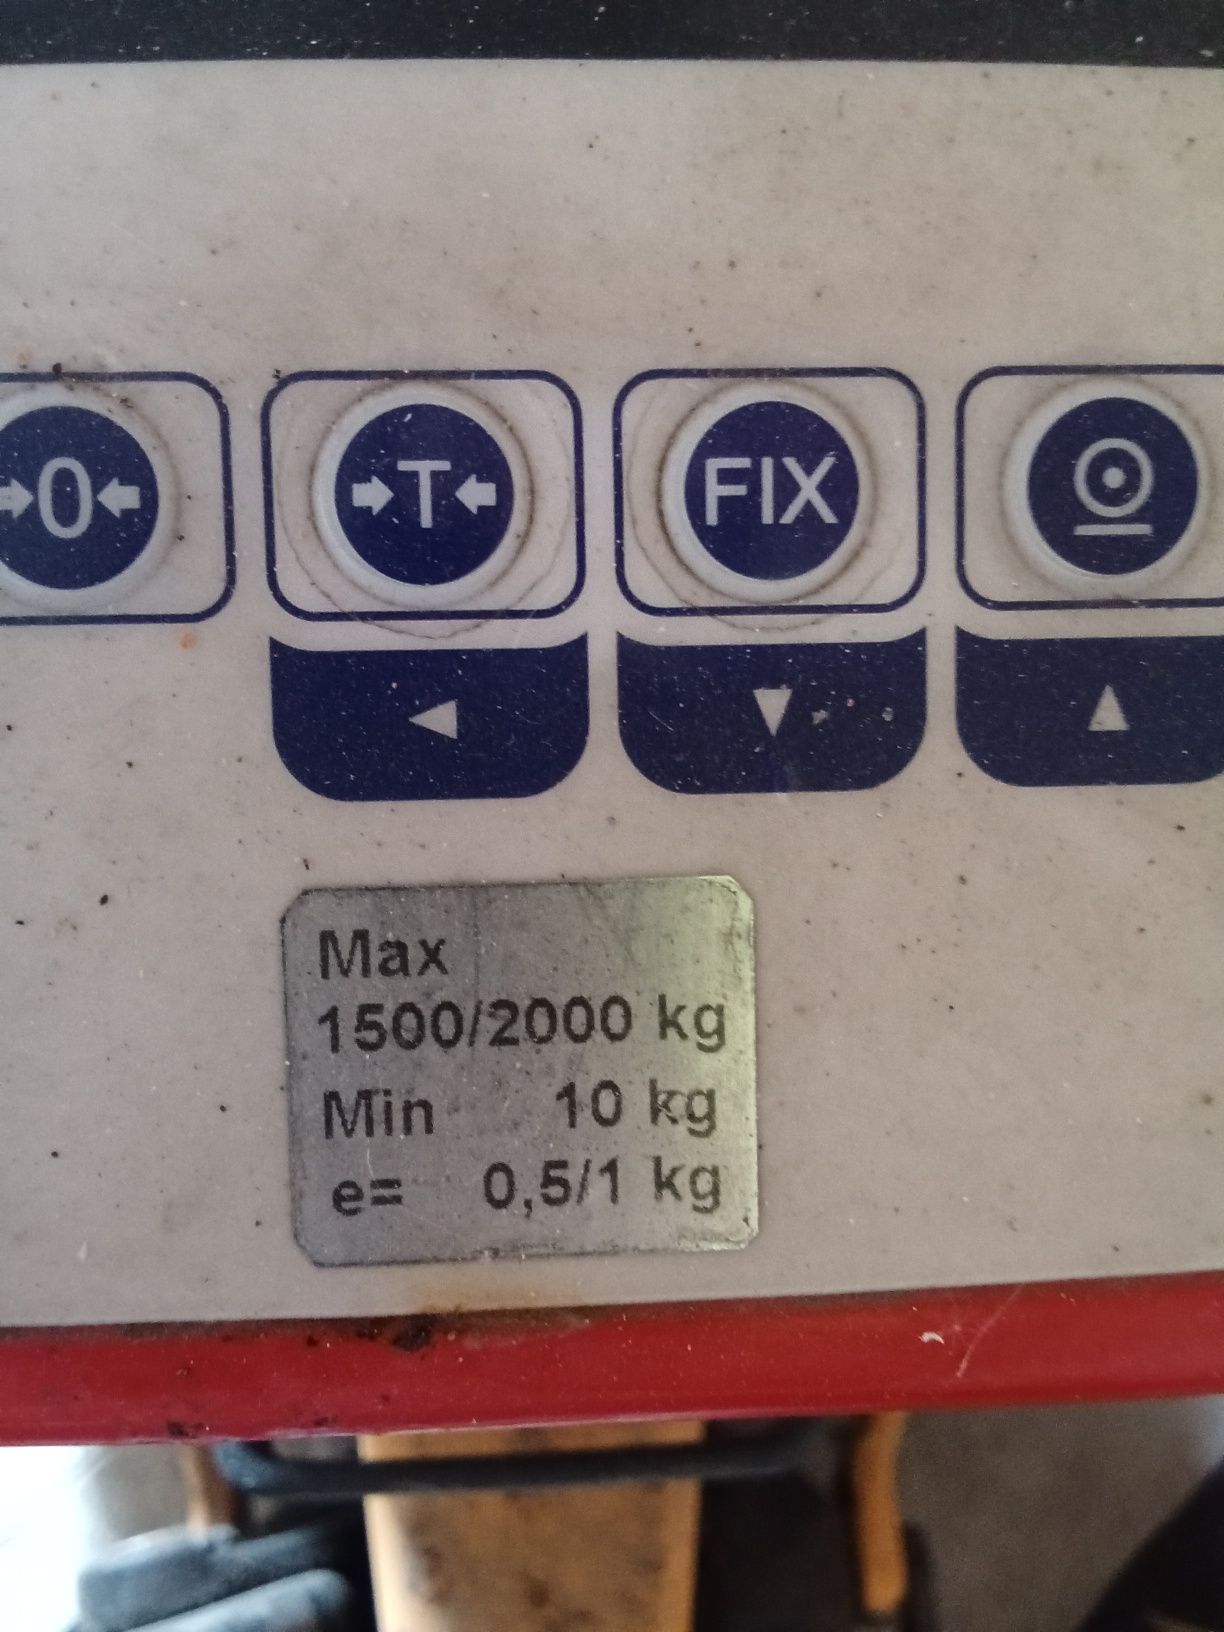 0 T FIX
Max
1500/2000 kg
Min 10 kg
e= 0,5/1 kg